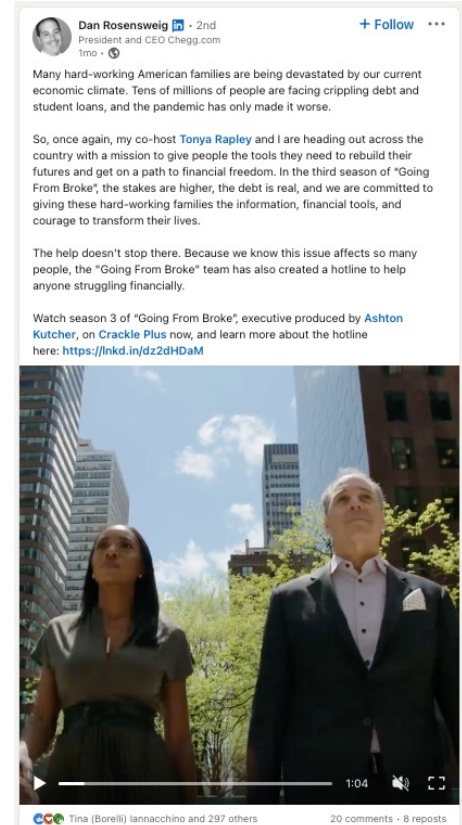 Dan Rosensweig in • 2nd
+ Follow
President and CEO Chegg.com
1mo •
Many hard-working American families are being devastated by our current
economic climate. Tens of millions of people are facing crippling debt and
student loans, and the pandemic has only made it worse.
So, once again, my co-host Tonya Rapley and I are heading out across the
country with a mission to give people the tools they need to rebuild their
futures and get on a path to financial freedom. In the third season of “Going
From Broke”, the stakes are higher, the debt is real, and we are committed to
giving these hard-working families the information, financial tools, and
courage to transform their lives.
The help doesn't stop there. Because we know this issue affects so many
people, the "Going From Broke" team has also created a hotline to help
anyone struggling financially.
Watch season 3 of “Going From Broke”, executive produced by Ashton
Kutcher, on Crackle Plus now, and learn more about the hotline
here: https://lnkd.in/dz2dHDaM
1:04
Tina (Borelli) Iannacchino and 297 others
20 comments • 8 reposts